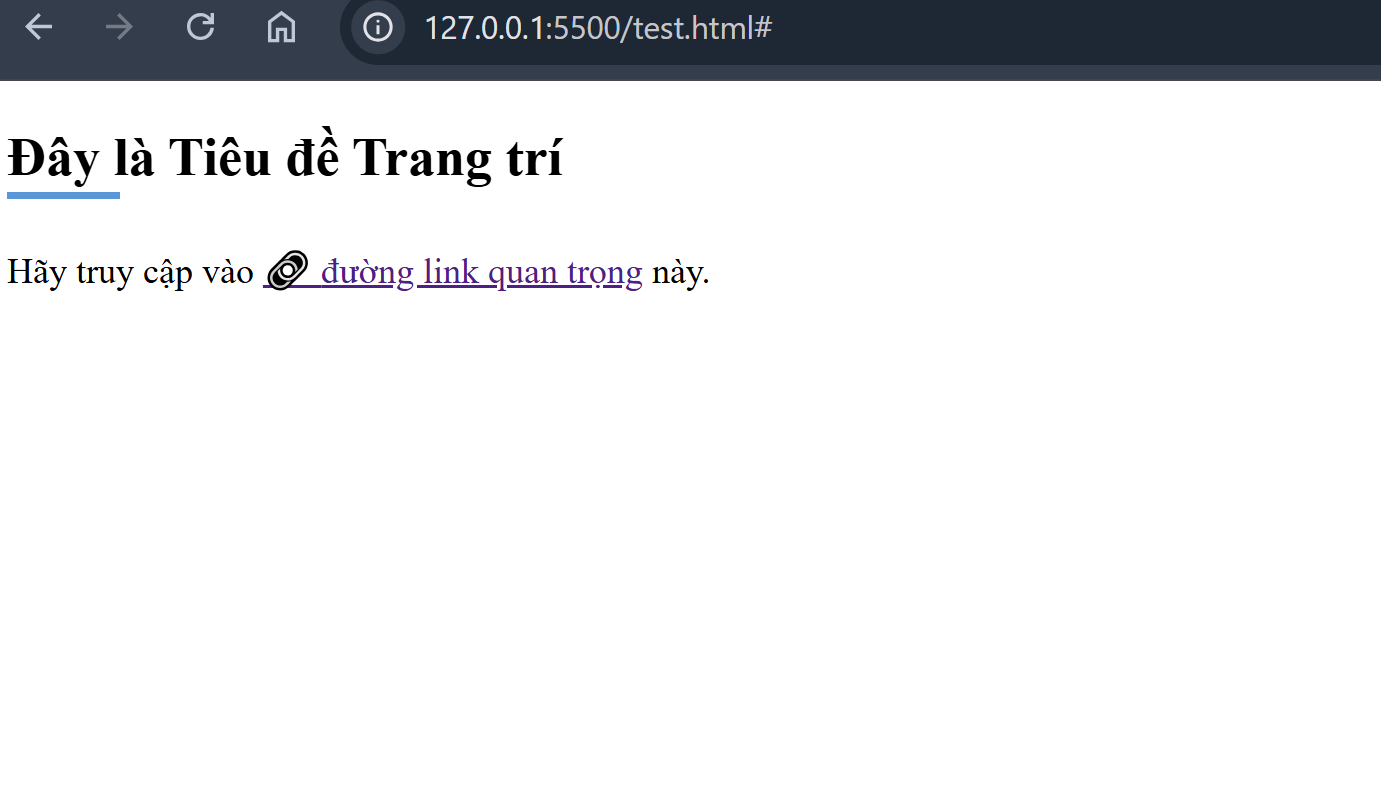 127.0.0.1:5500/test.html#
Đây là Tiêu đề Trang trí
Hãy truy cập vào 🔗 đường link quan trọng này.